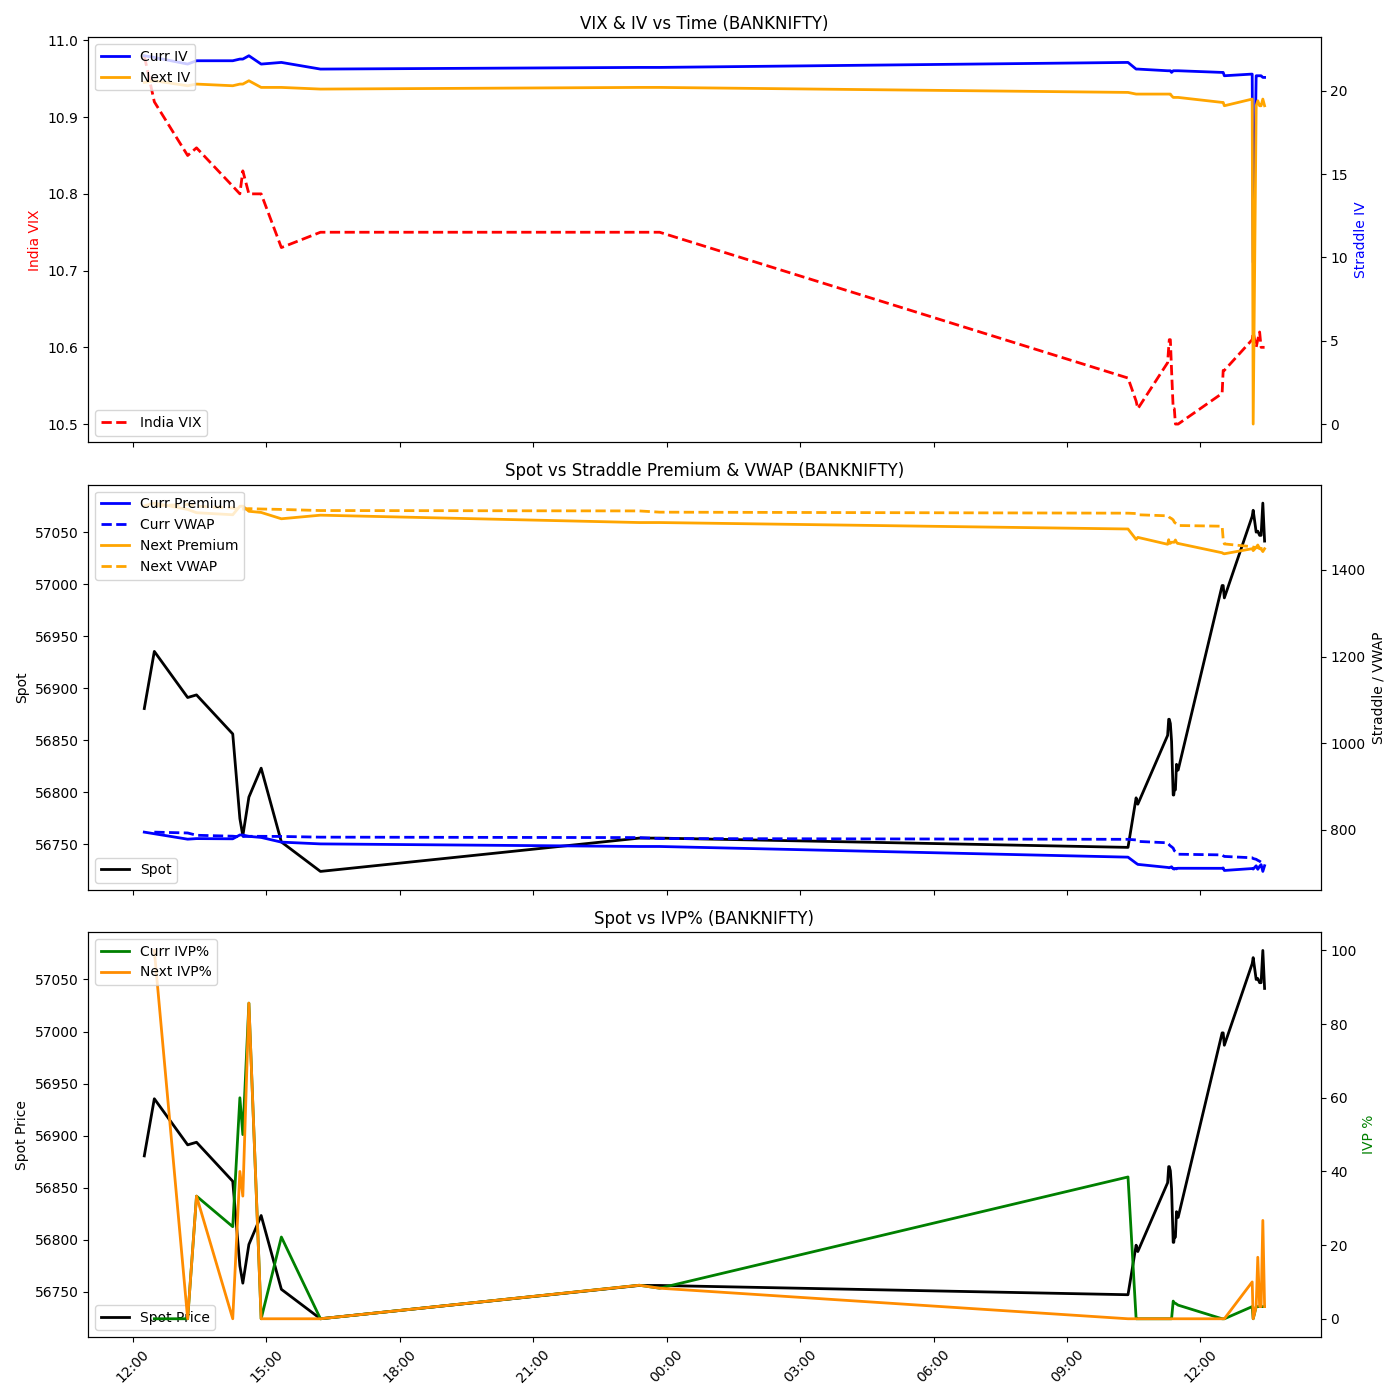 VIX & IV vs Time (BANKNIFTY)
11.0
10.9
10.8
10.7
10.6
10.5
India VIX
Curr IV
Next IV
India VIX
20
15
10
5
0
Straddle IV
Spot vs Straddle Premium & VWAP (BANKNIFTY)
57050
57000
56950
56900
56850
56800
56750
Spot
Curr Premium
Curr VWAP
Next Premium
Next VWAP
Spot
1400
1200
1000
800
Straddle / VWAP
Spot vs IVP% (BANKNIFTY)
57050
57000
56950
56900
56850
56800
56750
Spot Price
Curr IVP%
Next IVP%
Spot Price
100
80
60
40
20
0
IVP %
12:00
15:00
18:00
21:00
00:00
03:00
06:00
09:00
12:00